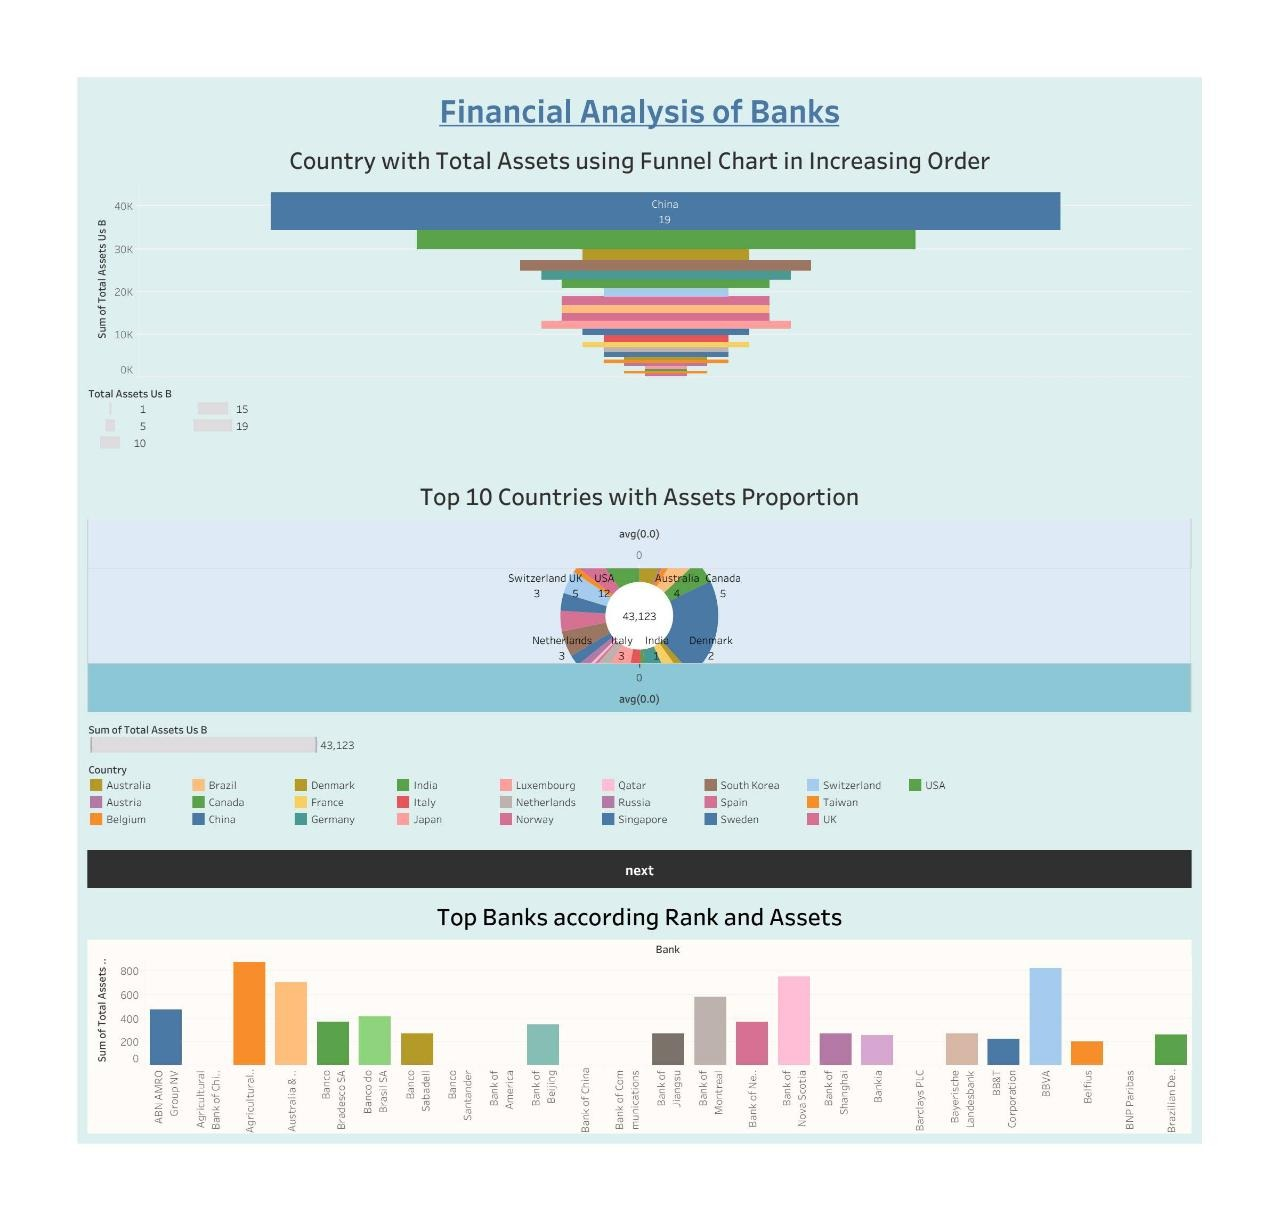 Financial Analysis of Banks
Country with Total Assets using Funnel Chart in Increasing Order
Sum of Total Assets Us B
40K
30K
20K
10K
0K
China
19
Total Assets Us B
1
15
5
19
10
Top 10 Countries with Assets Proportion
avg(0.0)
0
Switzerland UK USA Australia Canada
3 5 12 4 5
43,123
Netherlands Italy India Denmark
3 3 1 2
0
avg(0.0)
Sum of Total Assets Us B
43,123
Country
Australia Brazil Denmark India Luxembourg Qatar South Korea Switzerland USA
Austria Canada France Italy Netherlands Russia Spain Taiwan
Belgium China Germany Japan Norway Singapore Sweden UK
next
Top Banks according Rank and Assets
Bank
Sum of Total Assets ..
800
600
400
200
0
ABN AMRO
Group NV
Agricultural
Bank of Chi..
Agricultural..
Australia & ..
Banco
Bradesco SA
Banco do
Brasil SA
Banco
Sabadell
Banco
Santander
Bank of
America
Bank of
Beijing
Bank of China
Bank of Com
munications
Bank of
Jiangsu
Bank of
Montreal
Bank of Ne..
Bank of
Nova Scotia
Bank of
Shanghai
Bankia
Barclays PLC
Bayerische
Landesbank
BB&T
Corporation
BBVA
Belfius
BNP Paribas
Brazilian De..